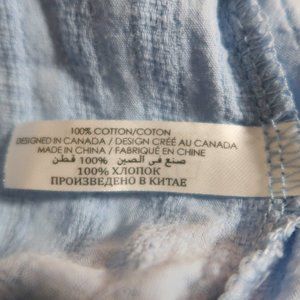 100% COTTON/COTON
DESIGNED IN CANADA / DESIGN CRÉÉ AU CANADA
MADE IN CHINA / FABRIQUÉ EN CHINE
صنع في الصين 100% قطن
100% ХЛОПОК
ПРОИЗВЕДЕНО В КИТАЕ